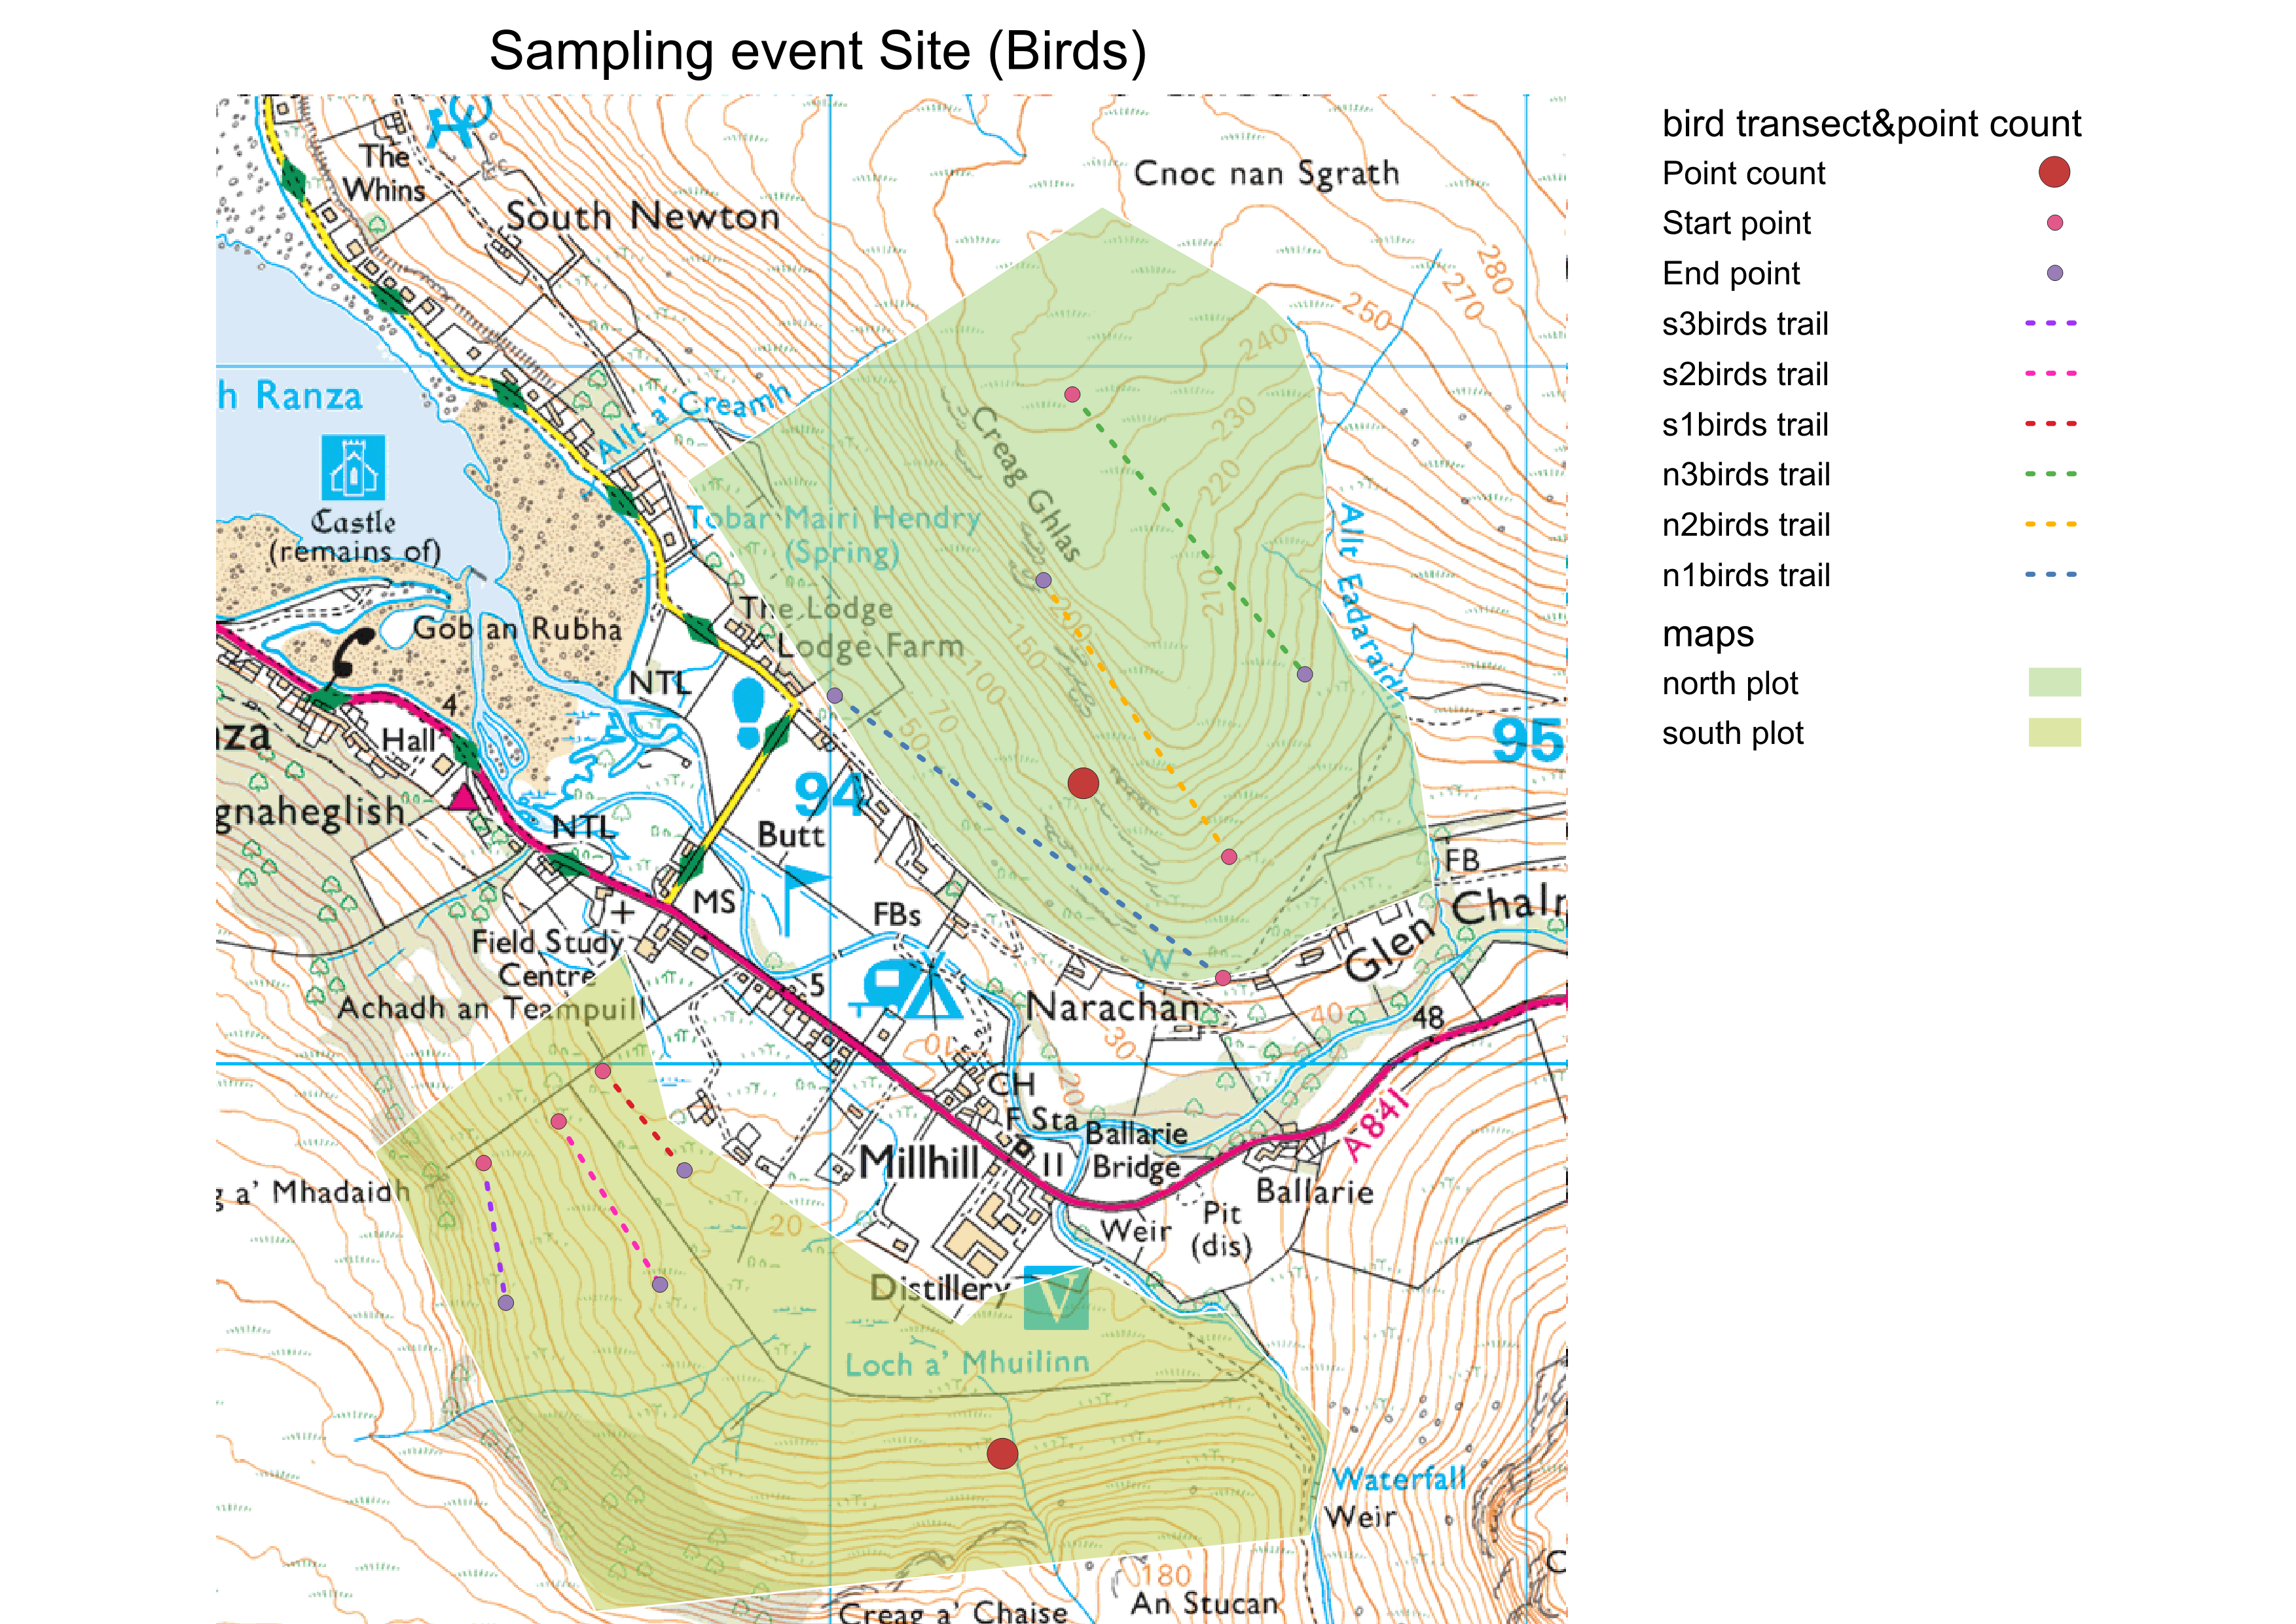 Sampling event Site (Birds)
bird transect&point count
Point count
Start point
End point
s3birds trail
s2birds trail
s1birds trail
n3birds trail
n2birds trail
n1birds trail
maps
north plot
south plot
The
Whins
South Newton
Cnoc nan Sgrath
280
270
250
240
230
220
210
200
150
100
50
h Ranza
Allt a' Creamh
Castle
(remains of)
Creag Ghlas
Tobar Mairi Hendry
(Spring)
Allt Eadaraidh
The Lodge
Lodge Farm
Gob an Rubha
NTL
4
70
Hall
za
94
95
gnaheglish
NTL
Butt
MS
FBs
FB
Glen
Chalm
Field Study
Centre
Achadh an Teampuill
5
W
Narachan
40
48
30
10
20
CH
F Sta
Ballarie
Bridge
A841
Millhill
11
g a' Mhadaidh
Ballarie
Weir
Pit
(dis)
20
Distillery
V
Loch a' Mhuilinn
Waterfall
Weir
180
An Stucan
Creag a' Chaise
C